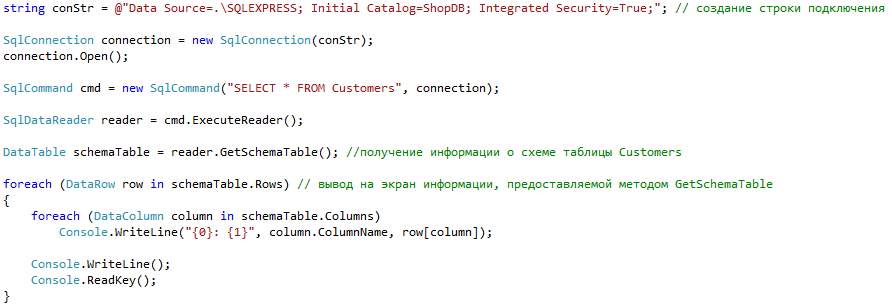 string conStr = @"Data Source=.\SQLEXPRESS; Initial Catalog=ShopDB; Integrated Security=True;"; // создание строки подключения
SqlConnection connection = new SqlConnection(conStr);
connection.Open();
SqlCommand cmd = new SqlCommand("SELECT * FROM Customers", connection);
SqlDataReader reader = cmd.ExecuteReader();
DataTable schemaTable = reader.GetSchemaTable(); //получение информации о схеме таблицы Customers
foreach (DataRow row in schemaTable.Rows) // вывод на экран информации, предоставляемой методом GetSchemaTable
{
    foreach (DataColumn column in schemaTable.Columns)
        Console.WriteLine("{0}: {1}", column.ColumnName, row[column]);
    Console.WriteLine();
    Console.ReadKey();
}